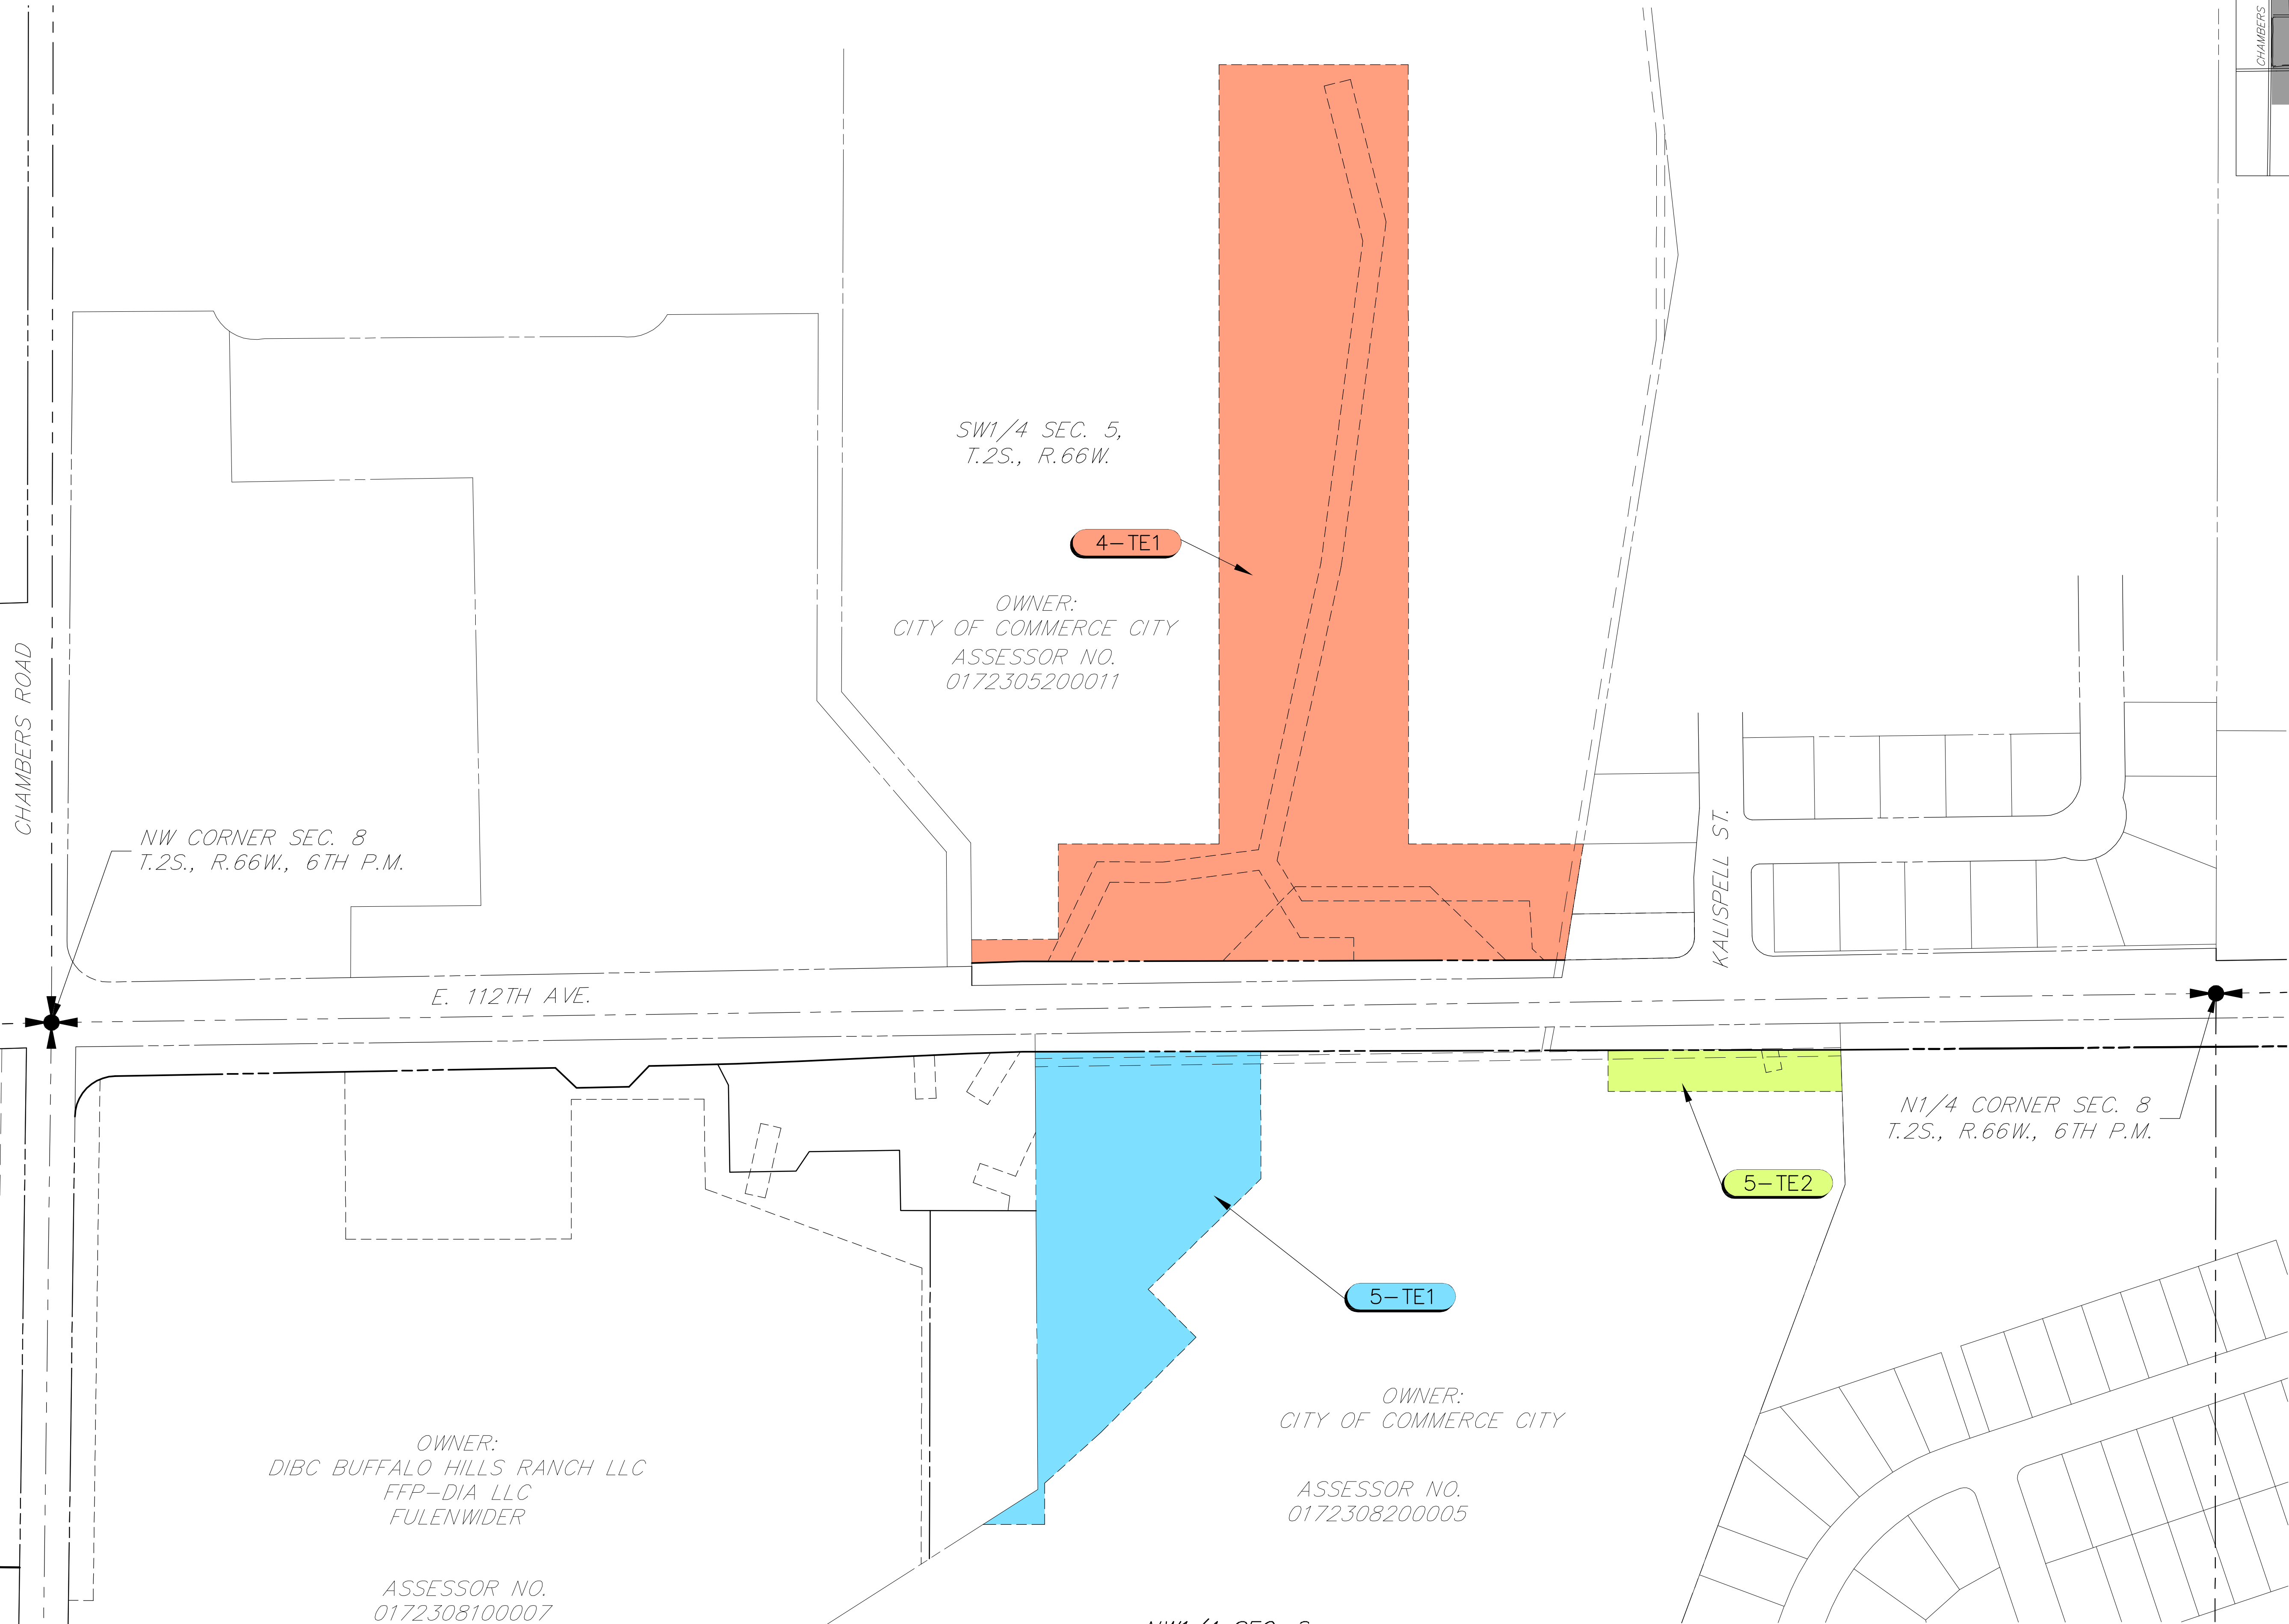 CHAMBERS
SW1/4 SEC. 5,
T.2S., R.66W.
4-TE1
OWNER:
CITY OF COMMERCE CITY
ASSESSOR NO.
0172305200011
CHAMBERS ROAD
NW CORNER SEC. 8
T.2S., R.66W., 6TH P.M.
KALISPELL ST.
E. 112TH AVE.
N1/4 CORNER SEC. 8
T.2S., R.66W., 6TH P.M.
5-TE2
5-TE1
OWNER:
CITY OF COMMERCE CITY
ASSESSOR NO.
0172308200005
OWNER:
DIBC BUFFALO HILLS RANCH LLC
FFP-DIA LLC
FULENWIDER
ASSESSOR NO.
0172308100007